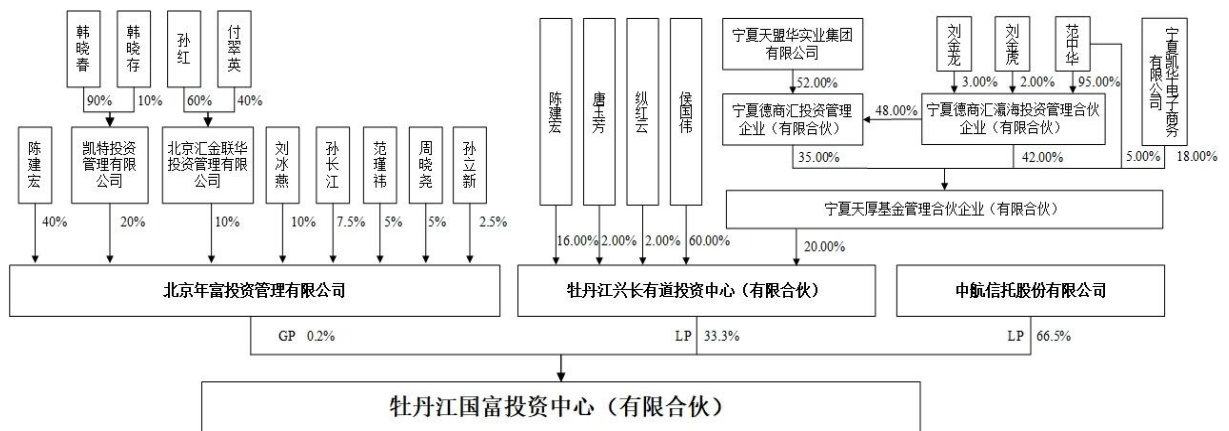 韩晓春
韩晓存
孙红
付翠英
90%
10%
60%
40%
陈建宏
凯特投资
管理有限
公司
北京汇金联华
投资管理有限
公司
刘冰燕
孙长江
范瑾祎
周晓尧
孙立新
40%
20%
10%
10%
7.5%
5%
5%
2.5%
北京年富投资管理有限公司
陈建宏
唐玉芳
纵红云
侯国伟
宁夏天盟华实业集团
有限公司
52.00%
宁夏德商汇投资管理
企业（有限合伙）
48.00%
刘金龙
刘金虎
范中华
3.00%
2.00%
95.00%
宁夏德商汇瀛海投资管理合伙
企业（有限合伙）
宁夏凯华电子商务
有限公司
35.00%
42.00%
5.00%
18.00%
宁夏天厚基金管理合伙企业（有限合伙）
16.00%
2.00%
2.00%
60.00%
20.00%
牡丹江兴长有道投资中心（有限合伙）
中航信托股份有限公司
GP 0.2%
LP 33.3%
LP 66.5%
牡丹江国富投资中心（有限合伙）